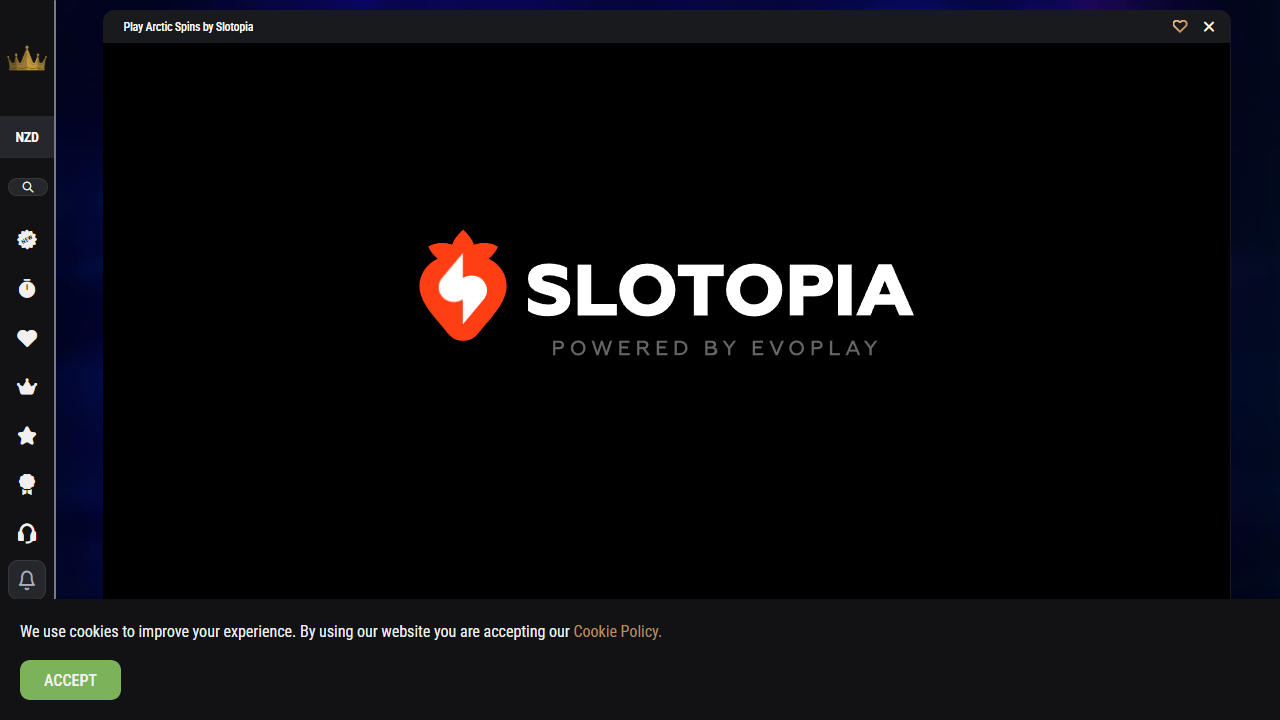 Play Arctic Spins by Slotopia
NZD
NEW
SLOTOPIA
POWERED BY EVOPLAY
We use cookies to improve your experience. By using our website you are accepting our Cookie Policy.
ACCEPT